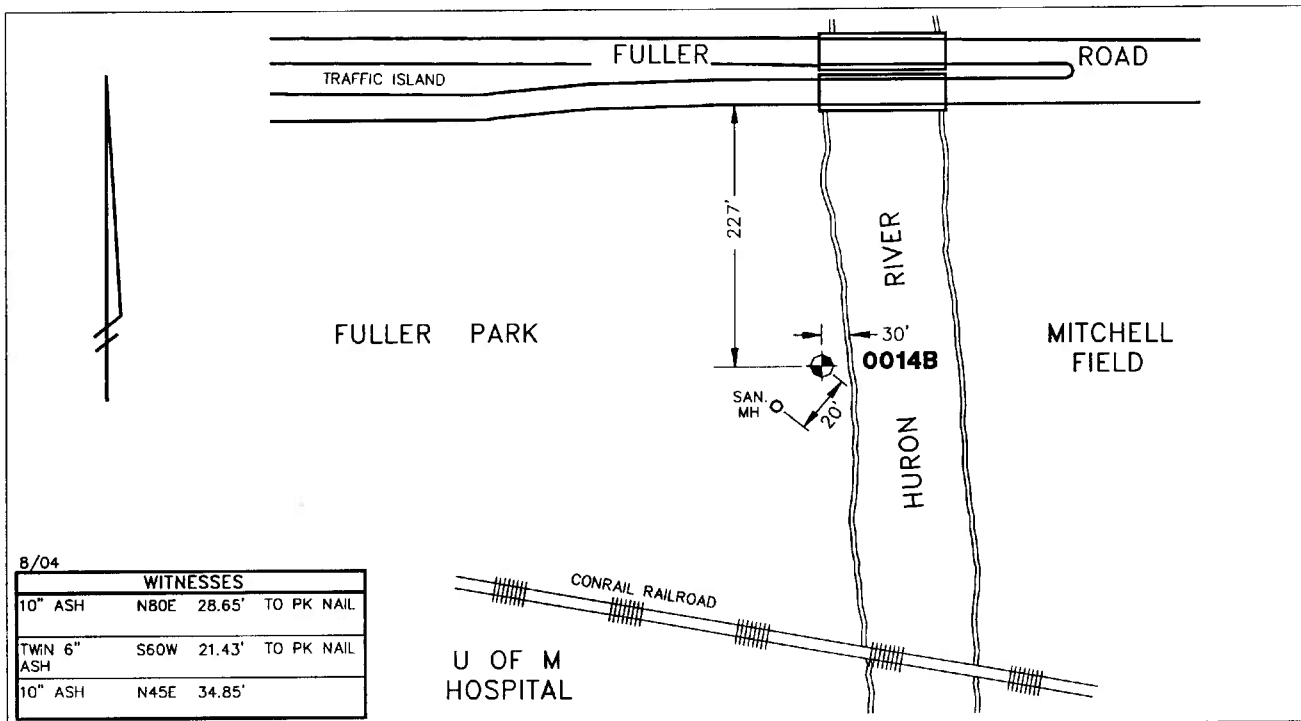 FULLER ROAD
TRAFFIC ISLAND
227'
RIVER
FULLER PARK
30'
MITCHELL
FIELD
0014B
SAN.
MH
20'
HURON
8/04
WITNESSES
10" ASH N80E 28.65' TO PK NAIL
TWIN 6" S60W 21.43' TO PK NAIL
ASH
10" ASH N45E 34.85'
CONRAIL RAILROAD
U OF M
HOSPITAL